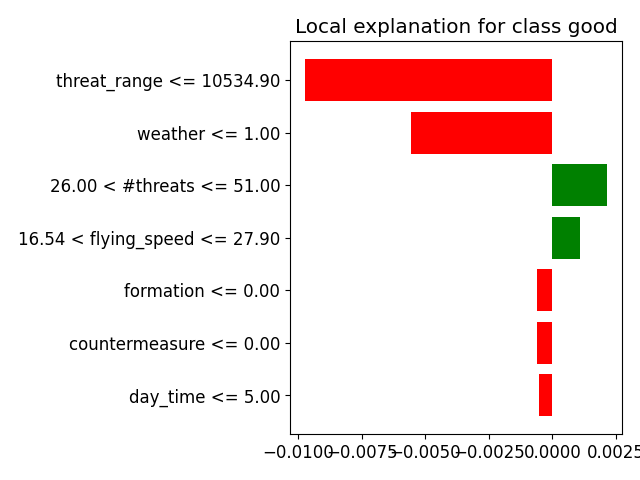 Local explanation for class good
threat_range <= 10534.90
weather <= 1.00
26.00 < #threats <= 51.00
16.54 < flying_speed <= 27.90
formation <= 0.00
countermeasure <= 0.00
day_time <= 5.00
−0.0100 −0.0075 −0.0050 −0.0025 0.0000 0.0025